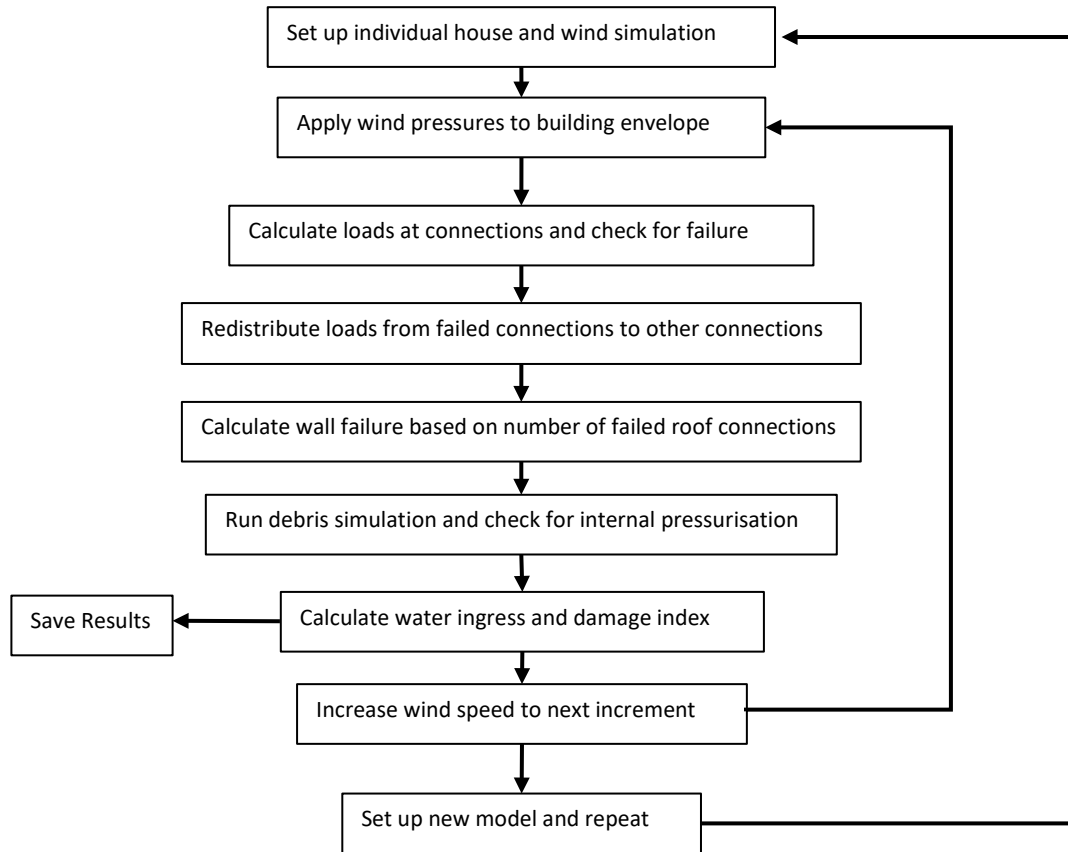 Set up individual house and wind simulation
Apply wind pressures to building envelope
Calculate loads at connections and check for failure
Redistribute loads from failed connections to other connections
Calculate wall failure based on number of failed roof connections
Run debris simulation and check for internal pressurisation
Save Results
Calculate water ingress and damage index
Increase wind speed to next increment
Set up new model and repeat